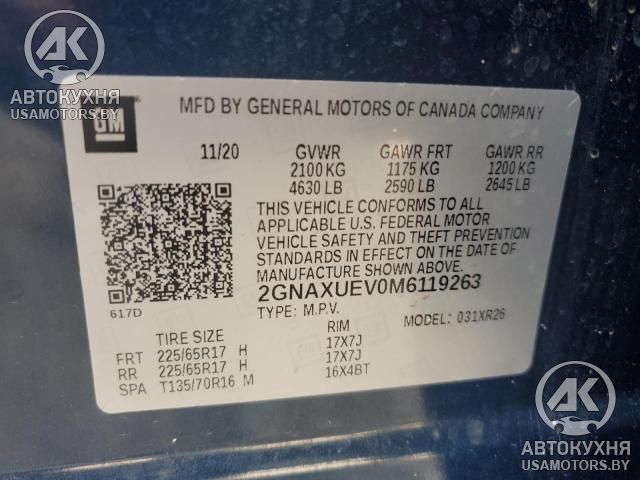 АК
АВТОКУХНЯ
USAMOTORS.BY
GM
MFD BY GENERAL MOTORS OF CANADA COMPANY
11/20 GVWR GAWR FRT GAWR RR
2100 KG 1175 KG 1200 KG
4630 LB 2590 LB 2645 LB
THIS VEHICLE CONFORMS TO ALL
APPLICABLE U.S. FEDERAL MOTOR
VEHICLE SAFETY AND THEFT PREVENTION
STANDARDS IN EFFECT ON THE DATE OF
MANUFACTURE SHOWN ABOVE.
2GNAXUEV0M6119263
617D
TYPE: M.P.V. MODEL: 031XR26
TIRE SIZE RIM
FRT 225/65R17 H 17X7J
RR 225/65R17 H 17X7J
SPA T135/70R16 M 16X4BT
АК
АВТОКУХНЯ
USAMOTORS.BY